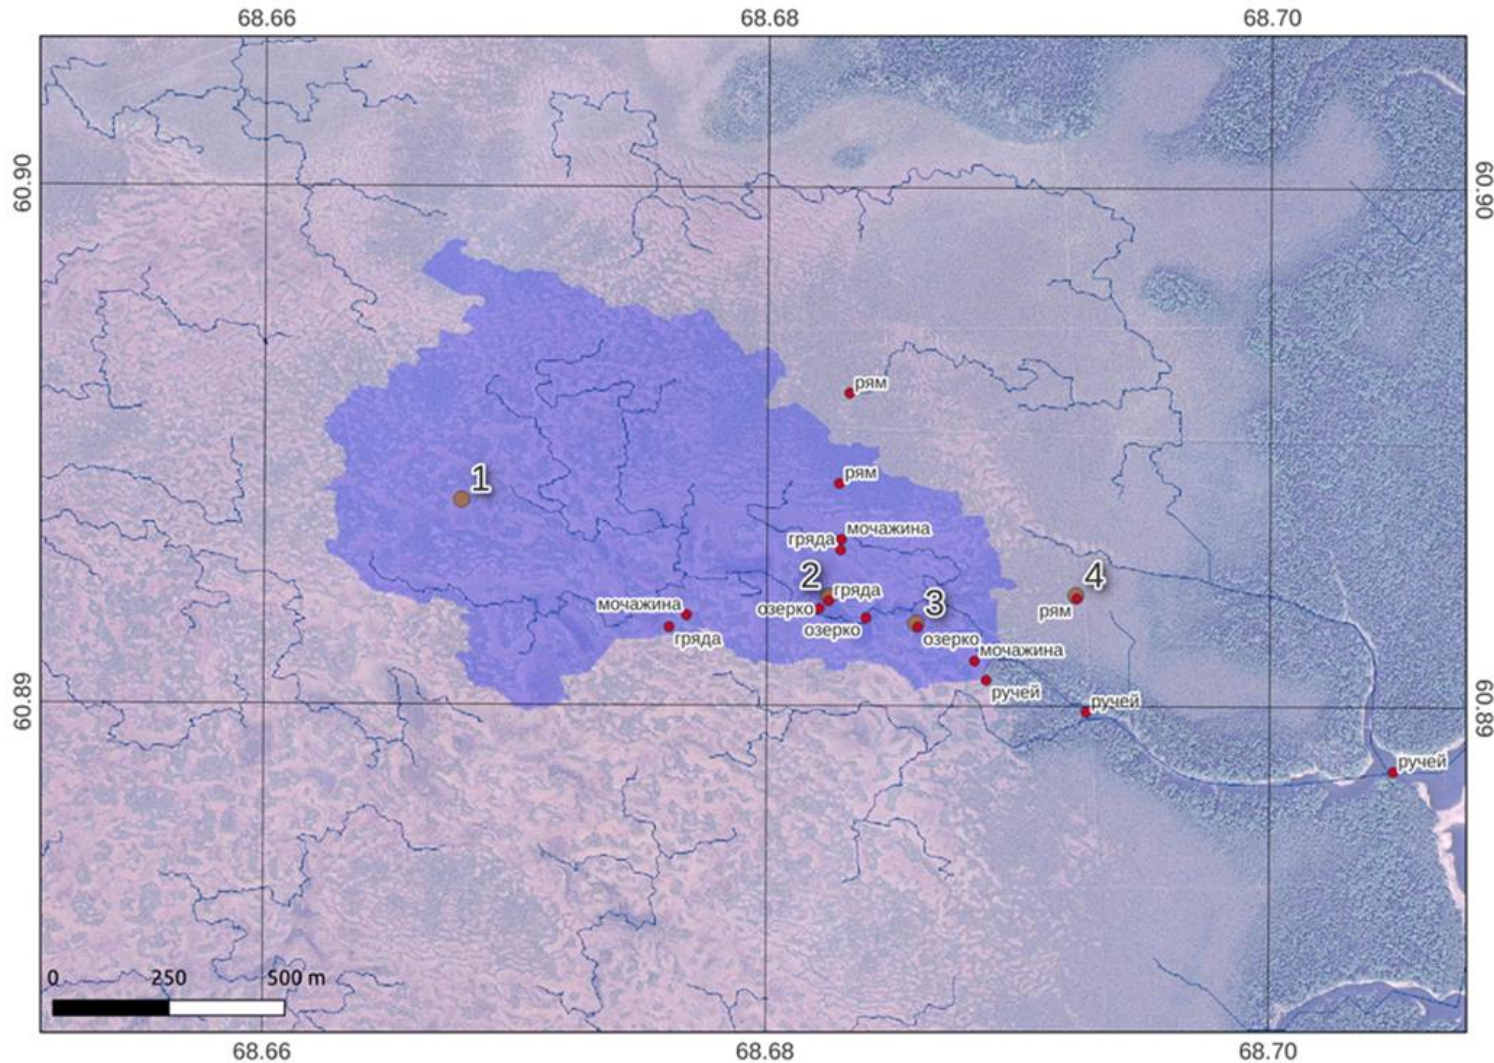 68.66 68.68 68.70
60.90 60.90
рям
рям
1
мочажина
гряда
2
гряда
4
мочажина
озерко
3
рям
озерко
гряда
озерко
мочажина
ручей
ручей
60.89 60.89
ручей
0 250 500 m
68.66 68.68 68.70